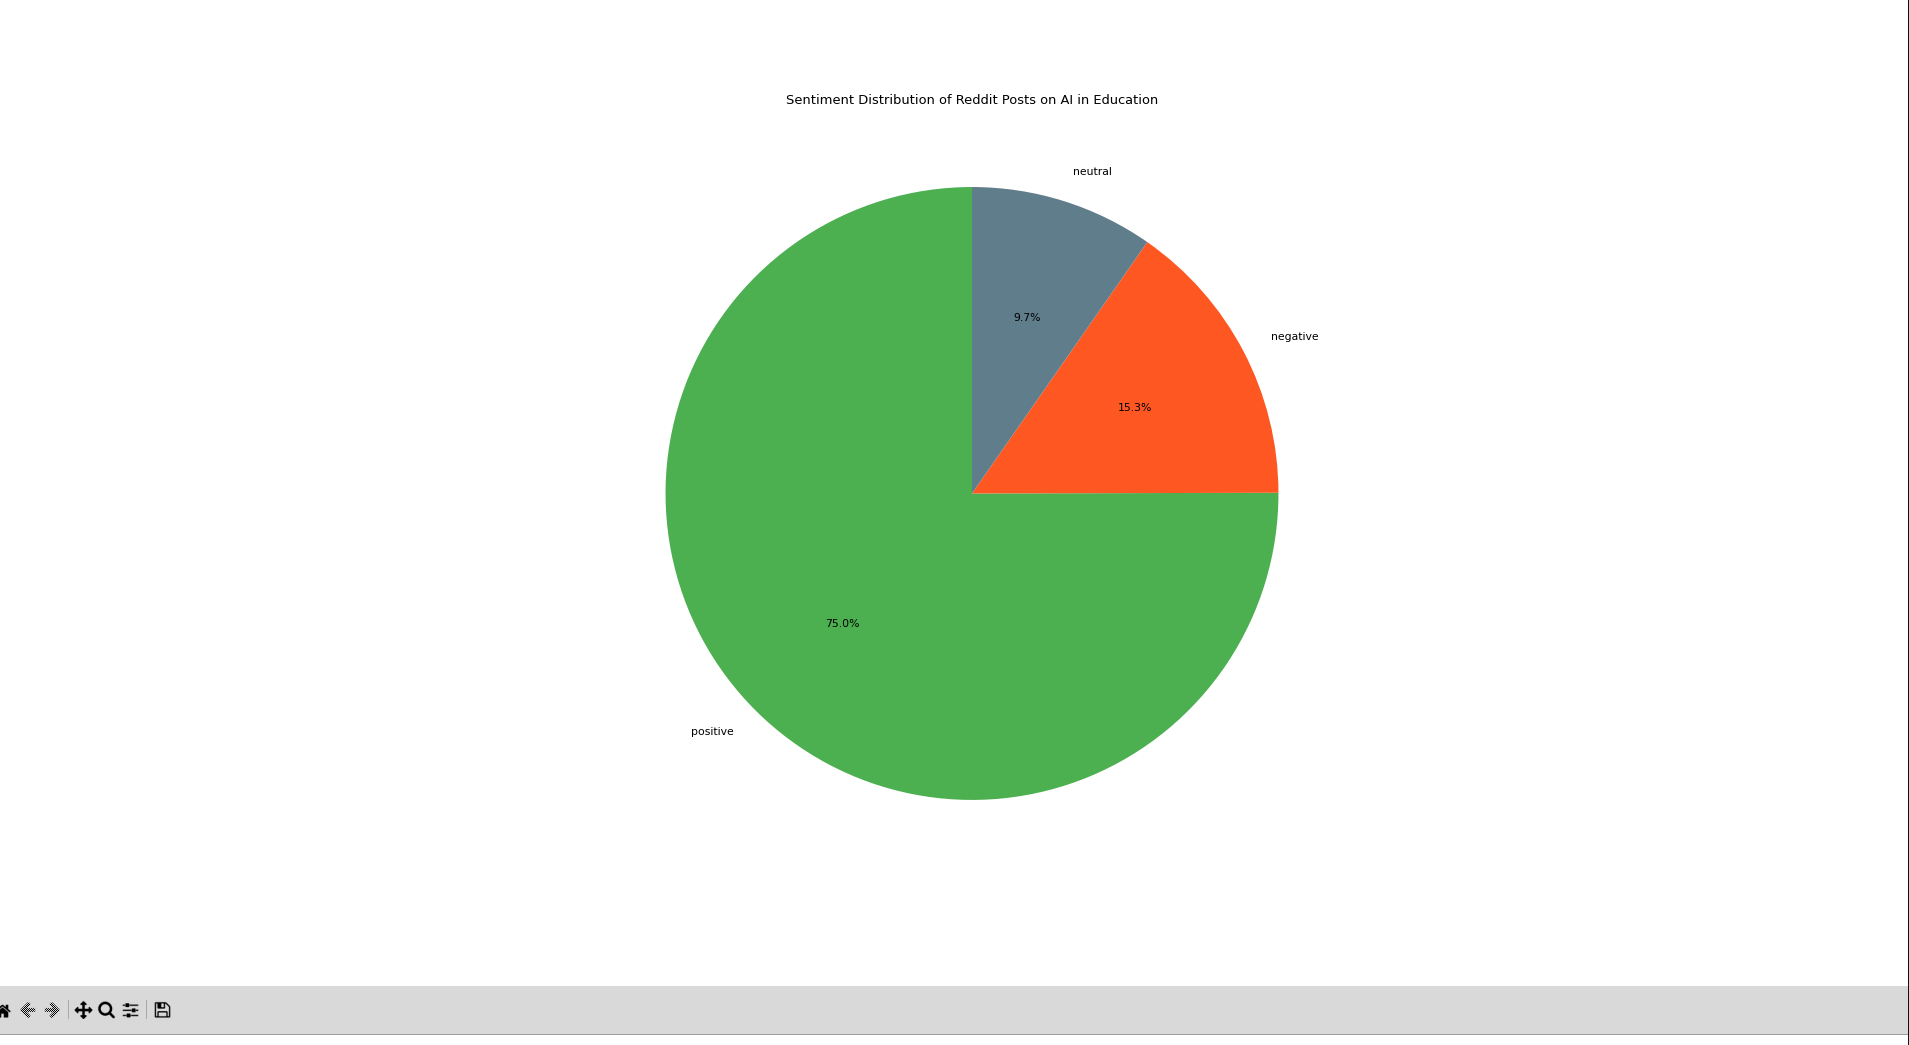 Sentiment Distribution of Reddit Posts on AI in Education
neutral
9.7%
negative
15.3%
75.0%
positive